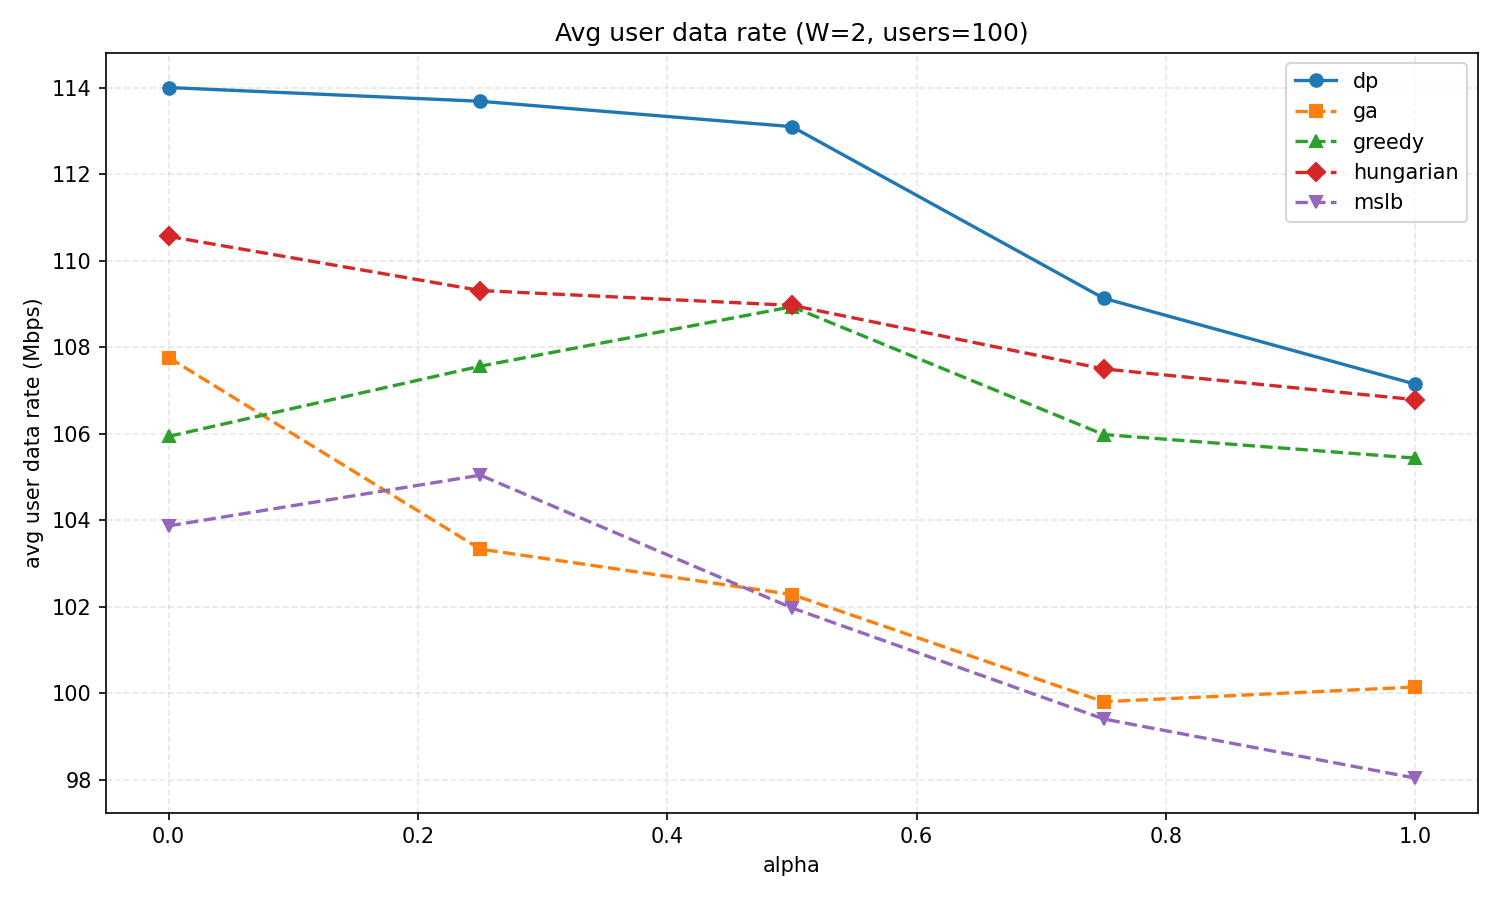 Avg user data rate (W=2, users=100)
dp
ga
greedy
hungarian
mslb
avg user data rate (Mbps)
114
112
110
108
106
104
102
100
98
0.0 0.2 0.4 0.6 0.8 1.0
alpha